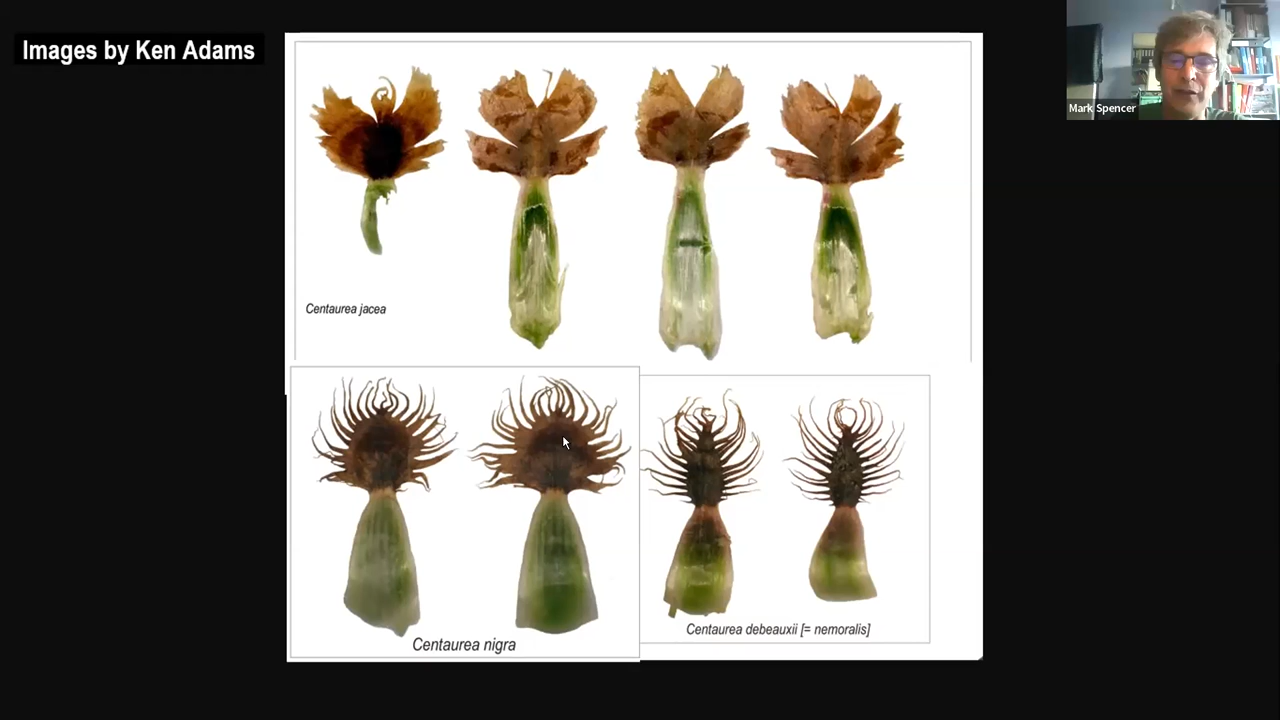 Images by Ken Adams
Mark Spencer
Centaurea jacea
Centaurea nigra
Centaurea debeauxii [= nemoralis]